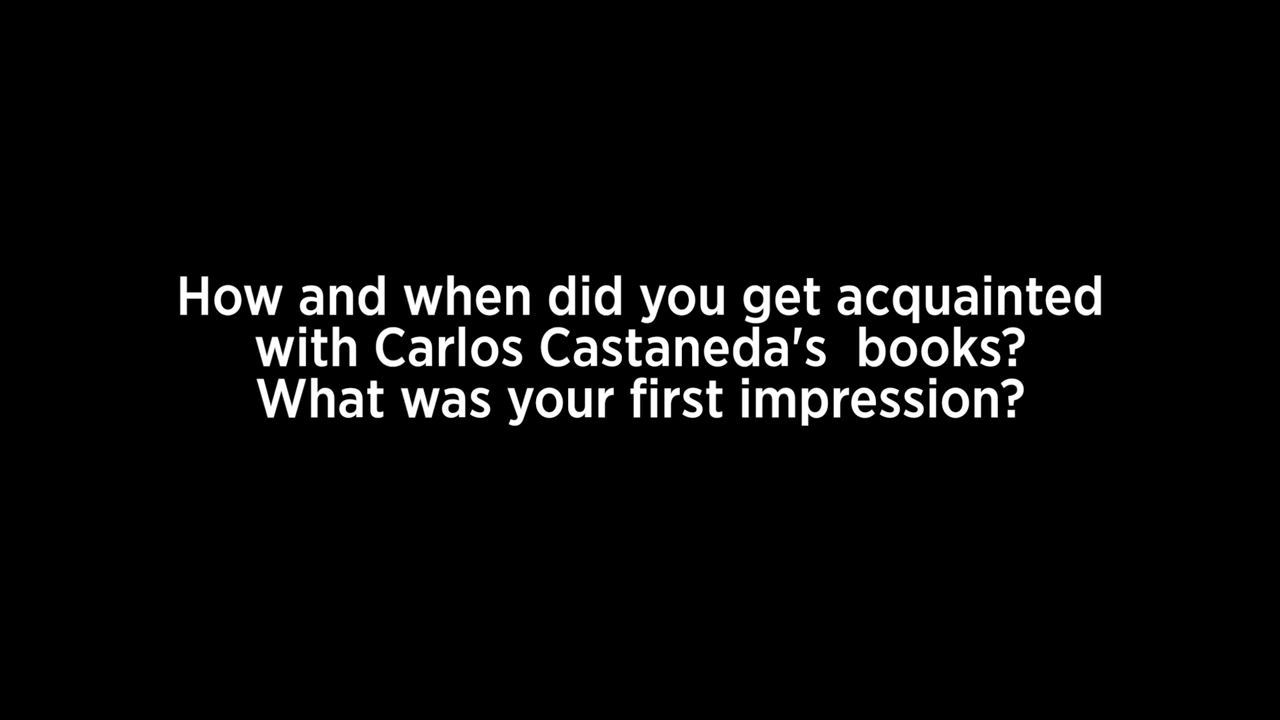 How and when did you get acquainted
with Carlos Castaneda's  books?
What was your first impression?